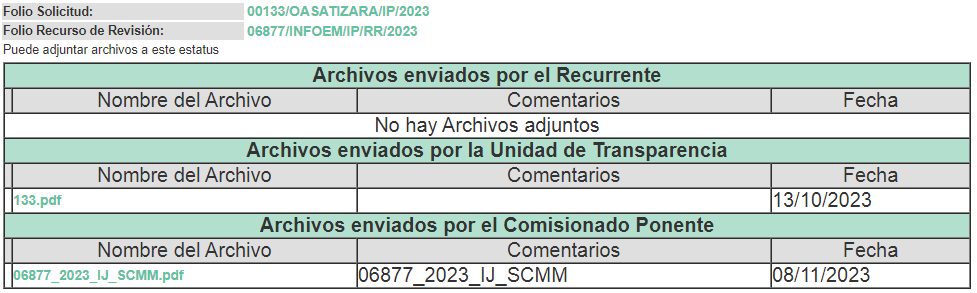 Folio Solicitud: 00133/OASATIZARA/IP/2023
Folio Recurso de Revisión: 06877/INFOEM/IP/RR/2023
Puede adjuntar archivos a este estatus
Archivos enviados por el Recurrente
Nombre del Archivo Comentarios Fecha
No hay Archivos adjuntos
Archivos enviados por la Unidad de Transparencia
Nombre del Archivo Comentarios Fecha
133.pdf 13/10/2023
Archivos enviados por el Comisionado Ponente
Nombre del Archivo Comentarios Fecha
06877_2023_IJ_SCMM.pdf 06877_2023_IJ_SCMM 08/11/2023